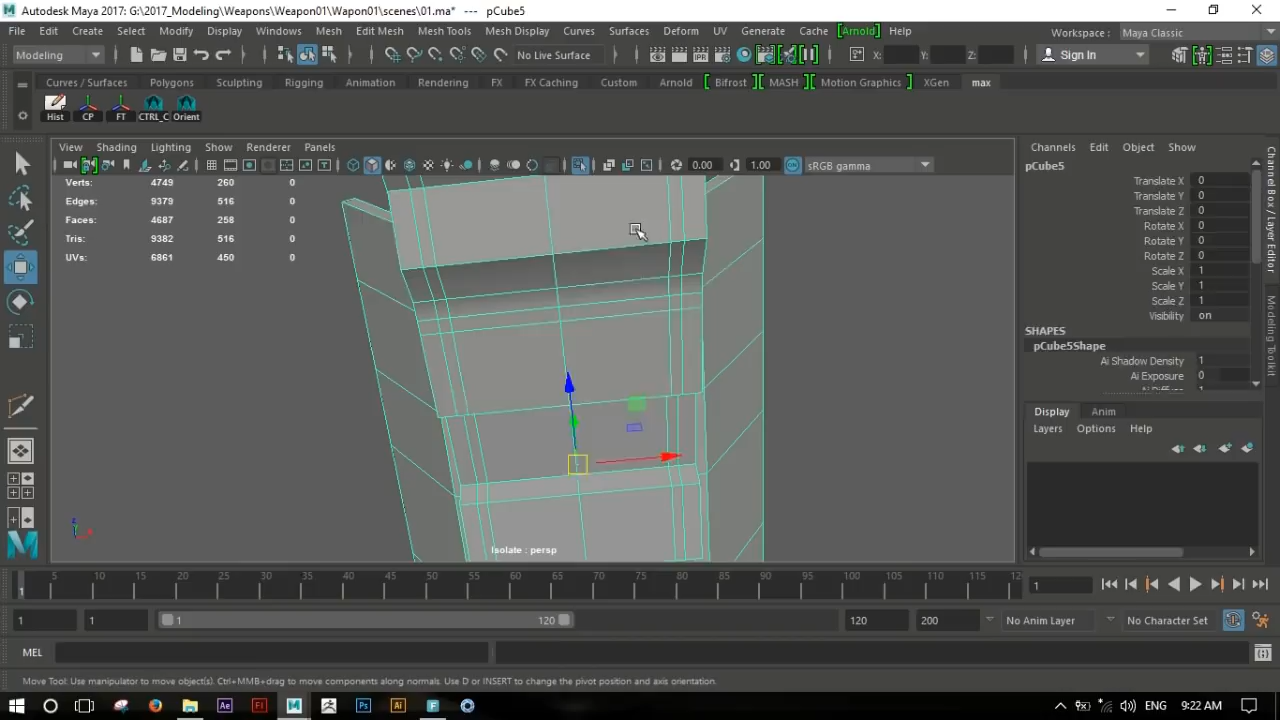 Autodesk Maya 2017: G:\2017_Modeling\Weapons\Weapon01\Wapon01\scenes\01.ma* --- pCube5
File Edit Create Select Modify Display Windows Mesh Edit Mesh Mesh Tools Mesh Display Curves Surfaces Deform UV Generate Cache [Arnold] Help Workspace : Maya Classic
Modeling No Live Surface X: Y: Z: Sign In
Curves / Surfaces Polygons Sculpting Rigging Animation Rendering FX FX Caching Custom Arnold Bifrost MASH Motion Graphics XGen max
Hist CP FT CTRL_C Orient
View Shading Lighting Show Renderer Panels
0.00 1.00 ON sRGB gamma
Verts: 4749 260 0
Edges: 9379 516 0
Faces: 4687 258 0
Tris: 9382 516 0
UVs: 6861 450 0
Isolate : persp
Channels Edit Object Show
pCube5
Translate X 0
Translate Y 0
Translate Z 0
Rotate X 0
Rotate Y 0
Rotate Z 0
Scale X 1
Scale Y 1
Scale Z 1
Visibility on
SHAPES
pCube5Shape
Ai Shadow Density 1
Ai Exposure 0
Display Anim
Layers Options Help
Channel Box / Layer Editor
Modeling Toolkit
1 5 10 15 20 25 30 35 40 45 50 55 60 65 70 75 80 85 90 95 100 105 110 115 12
1
1 1 1 120 120 200 No Anim Layer No Character Set
MEL
Move Tool: Use manipulator to move object(s). Ctrl+MMB+drag to move components along normals. Use D or INSERT to change the pivot position and axis orientation.
Ae Fl Ps Ai F ENG 9:22 AM